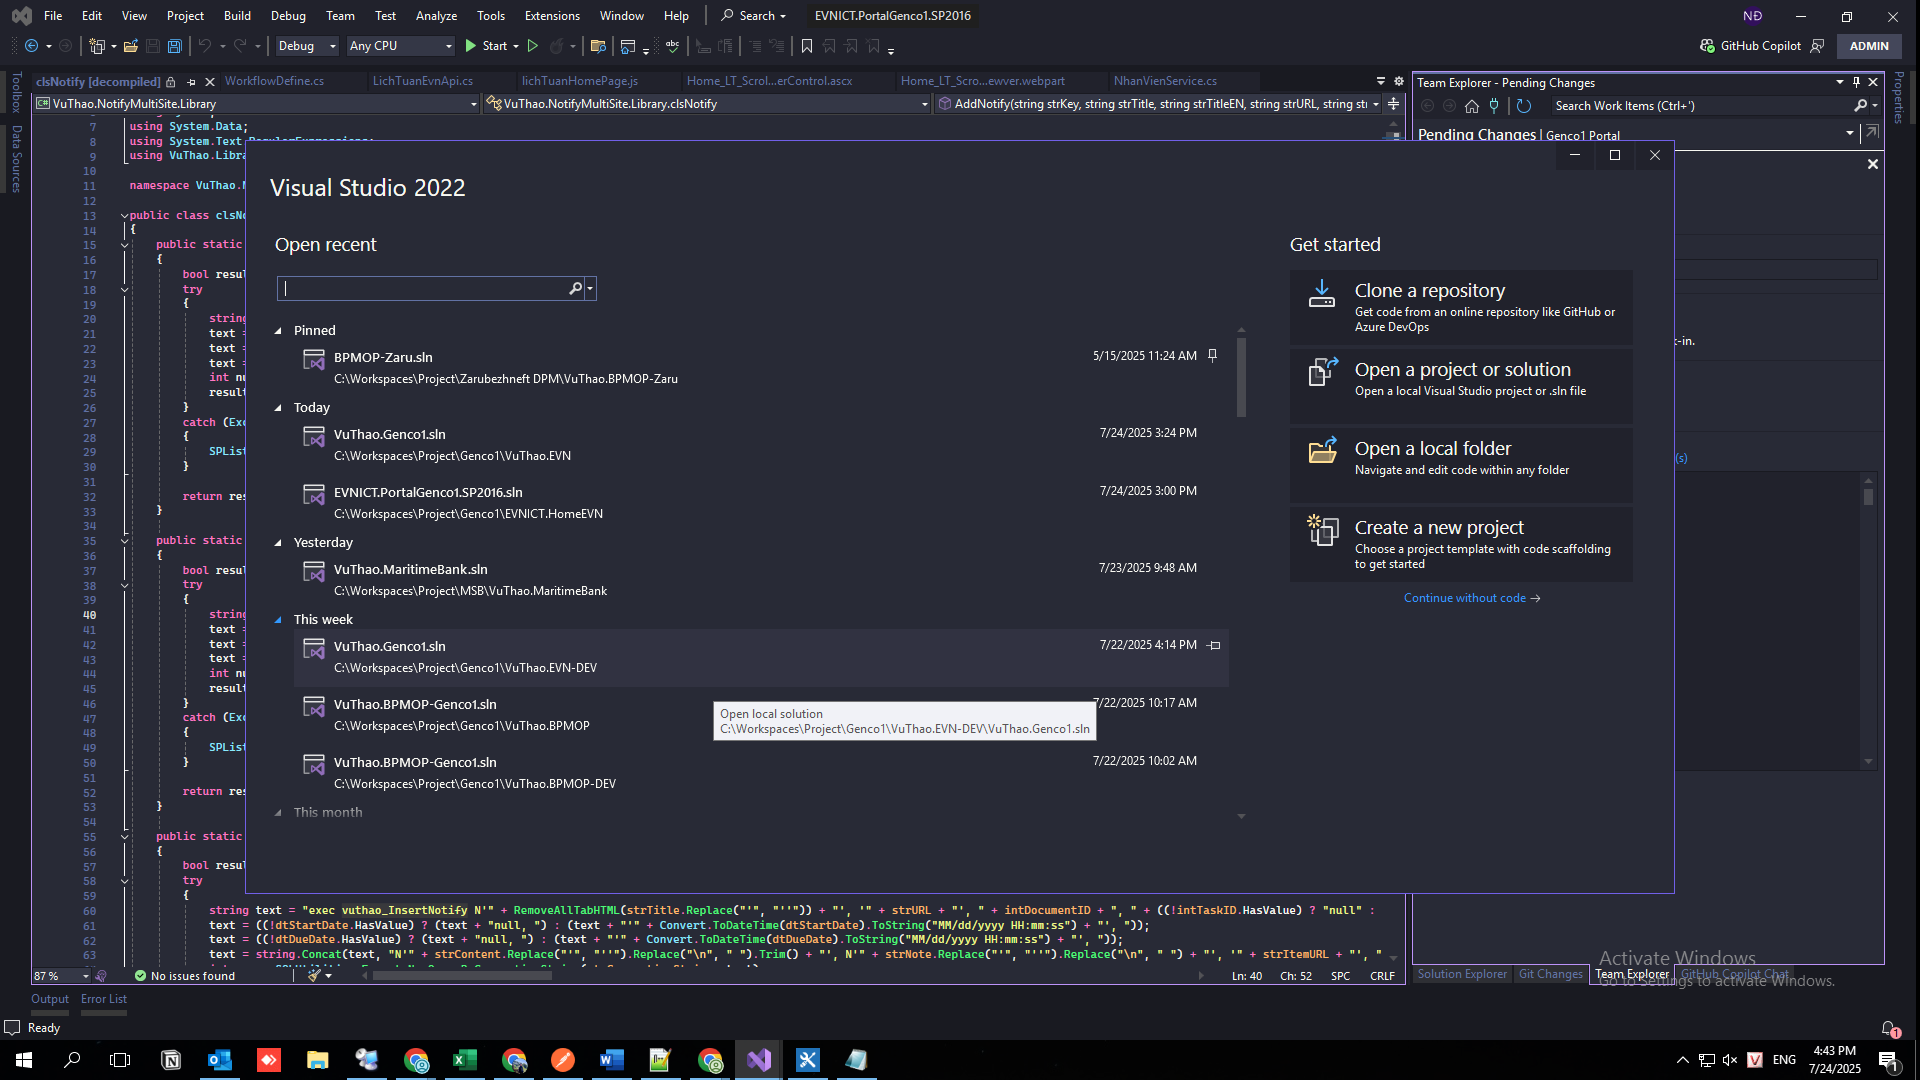 File Edit View Project Build Debug Team Test Analyze Tools Extensions Window Help Search EVNICT.PortalGenco1.SP2016 NĐ
Debug Any CPU Start GitHub Copilot ADMIN
clsNotify [decompiled] WorkflowDefine.cs LichTuanEvnApi.cs lichTuanHomePage.js Home_LT_Scrol...erControl.ascx Home_LT_Scro...ewver.webpart NhanVienService.cs
VuThao.NotifyMultiSite.Library VuThao.NotifyMultiSite.Library.clsNotify AddNotify(string strKey, string strTitle, string strTitleEN, string strURL, string str
Toolbox
Data Sources
Properties
Team Explorer - Pending Changes
Search Work Items (Ctrl+')
Pending Changes | Genco1 Portal
7 using System.Data;
8 using System.Text.RegularExpressions;
9 using VuThao.Libra
10
11 namespace VuThao.N
12
13 public class clsNo
14 {
15 public static
16 {
17 bool resul
18 try
19 {
20 string
21 text =
22 text =
23 text =
24 int nu
25 result
26 }
27 catch (Exc
28 {
29 SPList
30 }
31
32 return res
33 }
34
35 public static
36 {
37 bool resul
38 try
39 {
40 string
41 text =
42 text =
43 text =
44 int nu
45 result
46 }
47 catch (Exc
48 {
49 SPList
50 }
51
52 return res
53 }
54
55 public static
56 {
57 bool resul
58 try
59 {
60 string text = "exec vuthao_InsertNotify N'" + RemoveAllTabHTML(strTitle.Replace("'", "''")) + "', '" + strURL + "', " + intDocumentID + ", " + ((!intTaskID.HasValue) ? "null" :
61 text = ((!dtStartDate.HasValue) ? (text + "null, ") : (text + "'" + Convert.ToDateTime(dtStartDate).ToString("MM/dd/yyyy HH:mm:ss") + "', "));
62 text = ((!dtDueDate.HasValue) ? (text + "null, ") : (text + "'" + Convert.ToDateTime(dtDueDate).ToString("MM/dd/yyyy HH:mm:ss") + "', "));
63 text = string.Concat(text, "N'" + strContent.Replace("'", "''").Replace("\n", " ").Trim() + "', N'" + strNote.Replace("'", "''").Replace("\n", " ") + "', '" + strItemURL + "', "
Visual Studio 2022
Open recent
Pinned
BPMOP-Zaru.sln 5/15/2025 11:24 AM
C:\Workspaces\Project\Zarubezhneft DPM\VuThao.BPMOP-Zaru
Today
VuThao.Genco1.sln 7/24/2025 3:24 PM
C:\Workspaces\Project\Genco1\VuThao.EVN
EVNICT.PortalGenco1.SP2016.sln 7/24/2025 3:00 PM
C:\Workspaces\Project\Genco1\EVNICT.HomeEVN
Yesterday
VuThao.MaritimeBank.sln 7/23/2025 9:48 AM
C:\Workspaces\Project\MSB\VuThao.MaritimeBank
This week
VuThao.Genco1.sln 7/22/2025 4:14 PM
C:\Workspaces\Project\Genco1\VuThao.EVN-DEV
VuThao.BPMOP-Genco1.sln 7/22/2025 10:17 AM
C:\Workspaces\Project\Genco1\VuThao.BPMOP
Open local solution
C:\Workspaces\Project\Genco1\VuThao.EVN-DEV\VuThao.Genco1.sln
VuThao.BPMOP-Genco1.sln 7/22/2025 10:02 AM
C:\Workspaces\Project\Genco1\VuThao.BPMOP-DEV
This month
Get started
Clone a repository
Get code from an online repository like GitHub or
Azure DevOps
Open a project or solution
Open a local Visual Studio project or .sln file
Open a local folder
Navigate and edit code within any folder
Create a new project
Choose a project template with code scaffolding
to get started
Continue without code →
t-in.
(s)
87 % No issues found Ln: 40 Ch: 52 SPC CRLF
Solution Explorer Git Changes Team Explorer GitHub Copilot Chat
Activate Windows
Go to Settings to activate Windows.
Output Error List
Ready 1
ENG 4:43 PM
7/24/2025 1